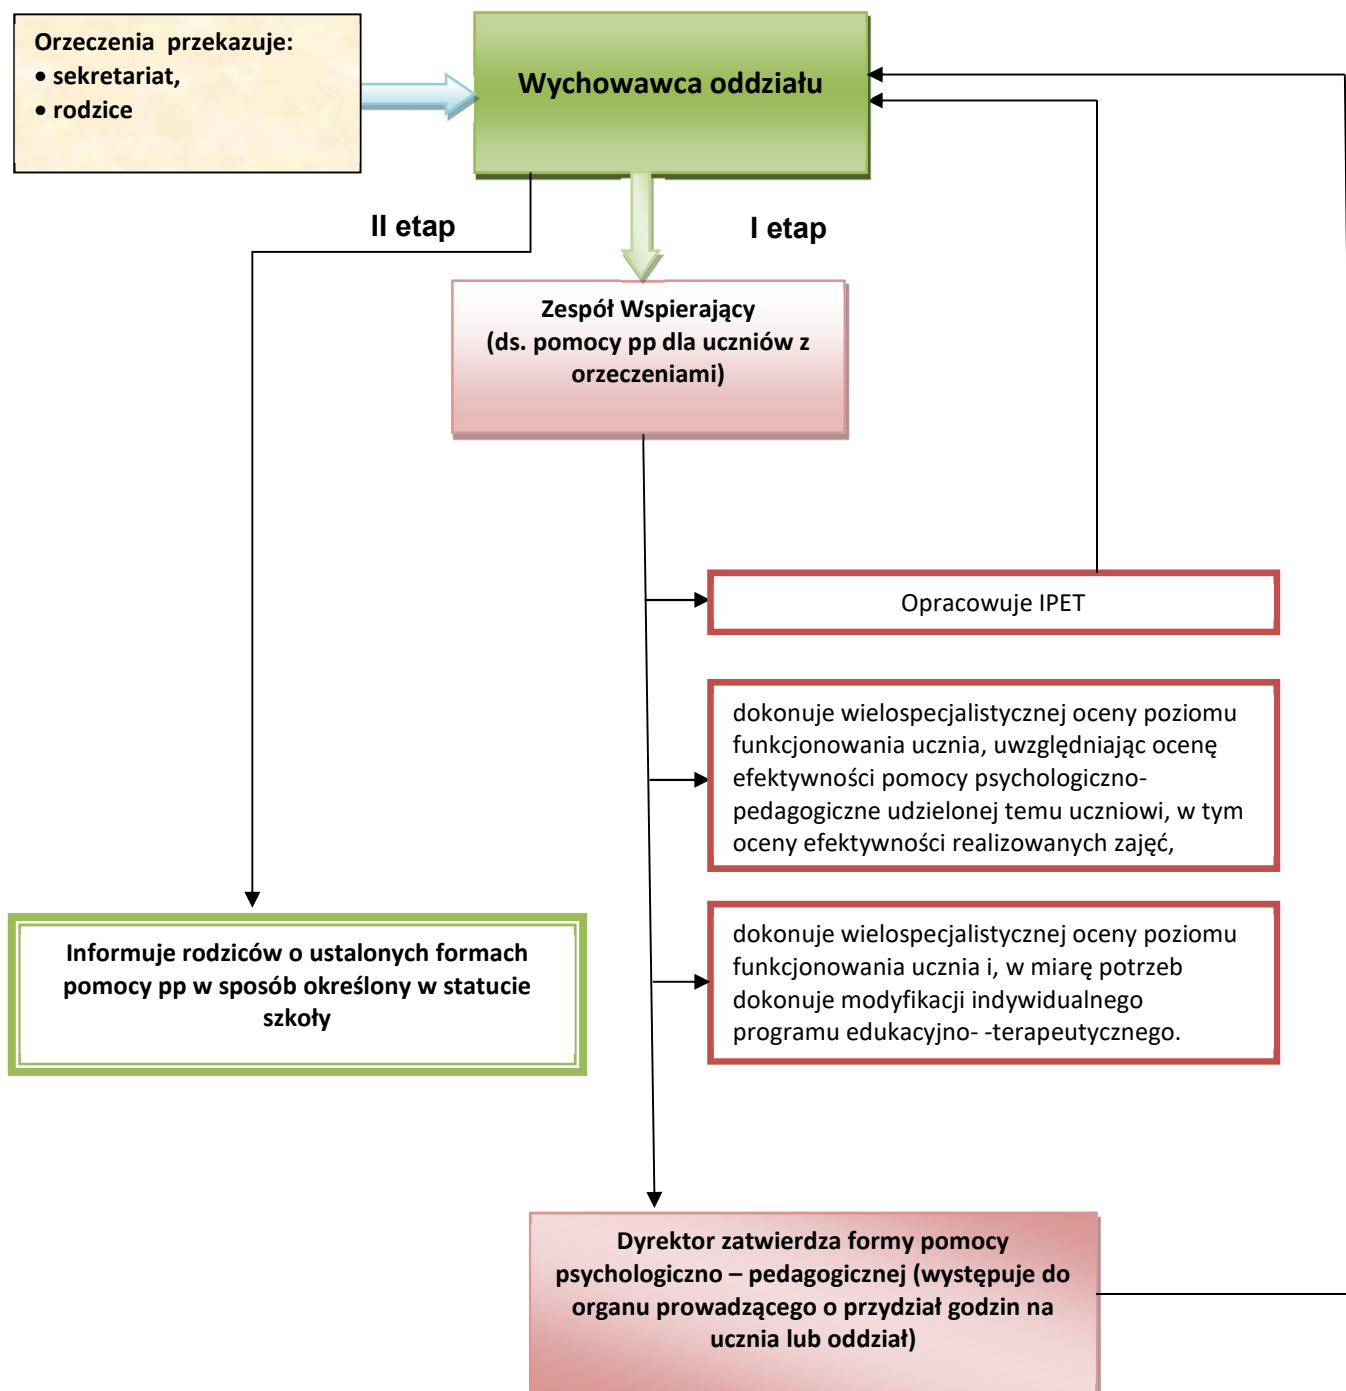 Orzeczenia przekazuje:
• sekretariat,
• rodzice
Wychowawca oddziału
II etap
I etap
Zespół Wspierający
(ds. pomocy pp dla uczniów z
orzeczeniami)
Opracowuje IPET
dokonuje wielospecjalistycznej oceny poziomu
funkcjonowania ucznia, uwzględniając ocenę
efektywności pomocy psychologiczno-
pedagogiczne udzielonej temu uczniowi, w tym
oceny efektywności realizowanych zajęć,
Informuje rodziców o ustalonych formach
pomocy pp w sposób określony w statucie
szkoły
dokonuje wielospecjalistycznej oceny poziomu
funkcjonowania ucznia i, w miarę potrzeb
dokonuje modyfikacji indywidualnego
programu edukacyjno- -terapeutycznego.
Dyrektor zatwierdza formy pomocy
psychologiczno – pedagogicznej (występuje do
organu prowadzącego o przydział godzin na
ucznia lub oddział)